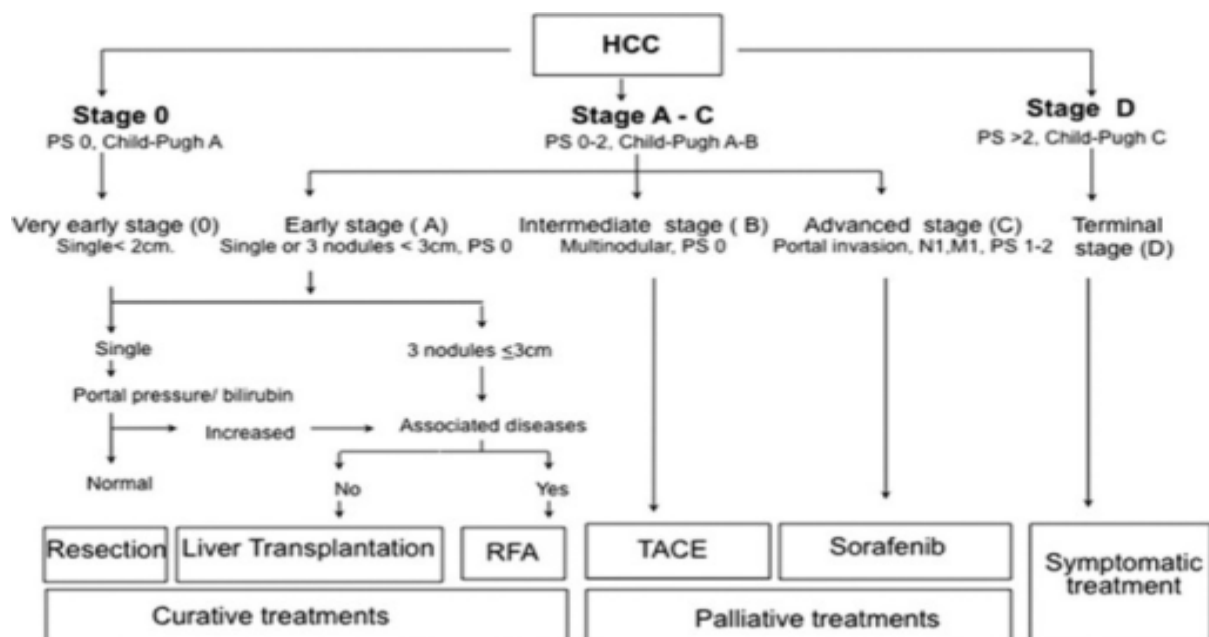 HCC
Stage 0
PS 0, Child-Pugh A
Stage A - C
PS 0-2, Child-Pugh A-B
Stage D
PS >2, Child-Pugh C
Very early stage (0)
Single< 2cm.
Early stage ( A)
Single or 3 nodules < 3cm, PS 0
Intermediate stage ( B)
Multinodular, PS 0
Advanced stage (C)
Portal invasion, N1,M1, PS 1-2
Terminal
stage (D)
Single
3 nodules ≤3cm
Portal pressure/ bilirubin
Increased
Associated diseases
Normal
No
Yes
Resection
Liver Transplantation
RFA
TACE
Sorafenib
Symptomatic
treatment
Curative treatments
Palliative treatments